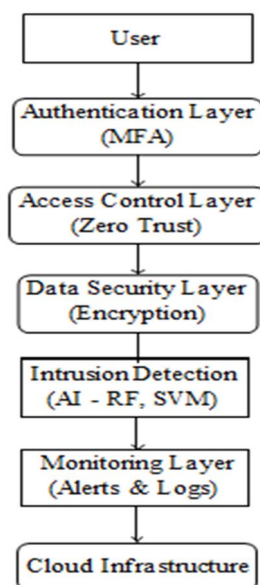 User
Authentication Layer
(MFA)
Access Control Layer
(Zero Trust)
Data Security Layer
(Encryption)
Intrusion Detection
(AI - RF, SVM)
Monitoring Layer
(Alerts & Logs)
Cloud Infrastructure